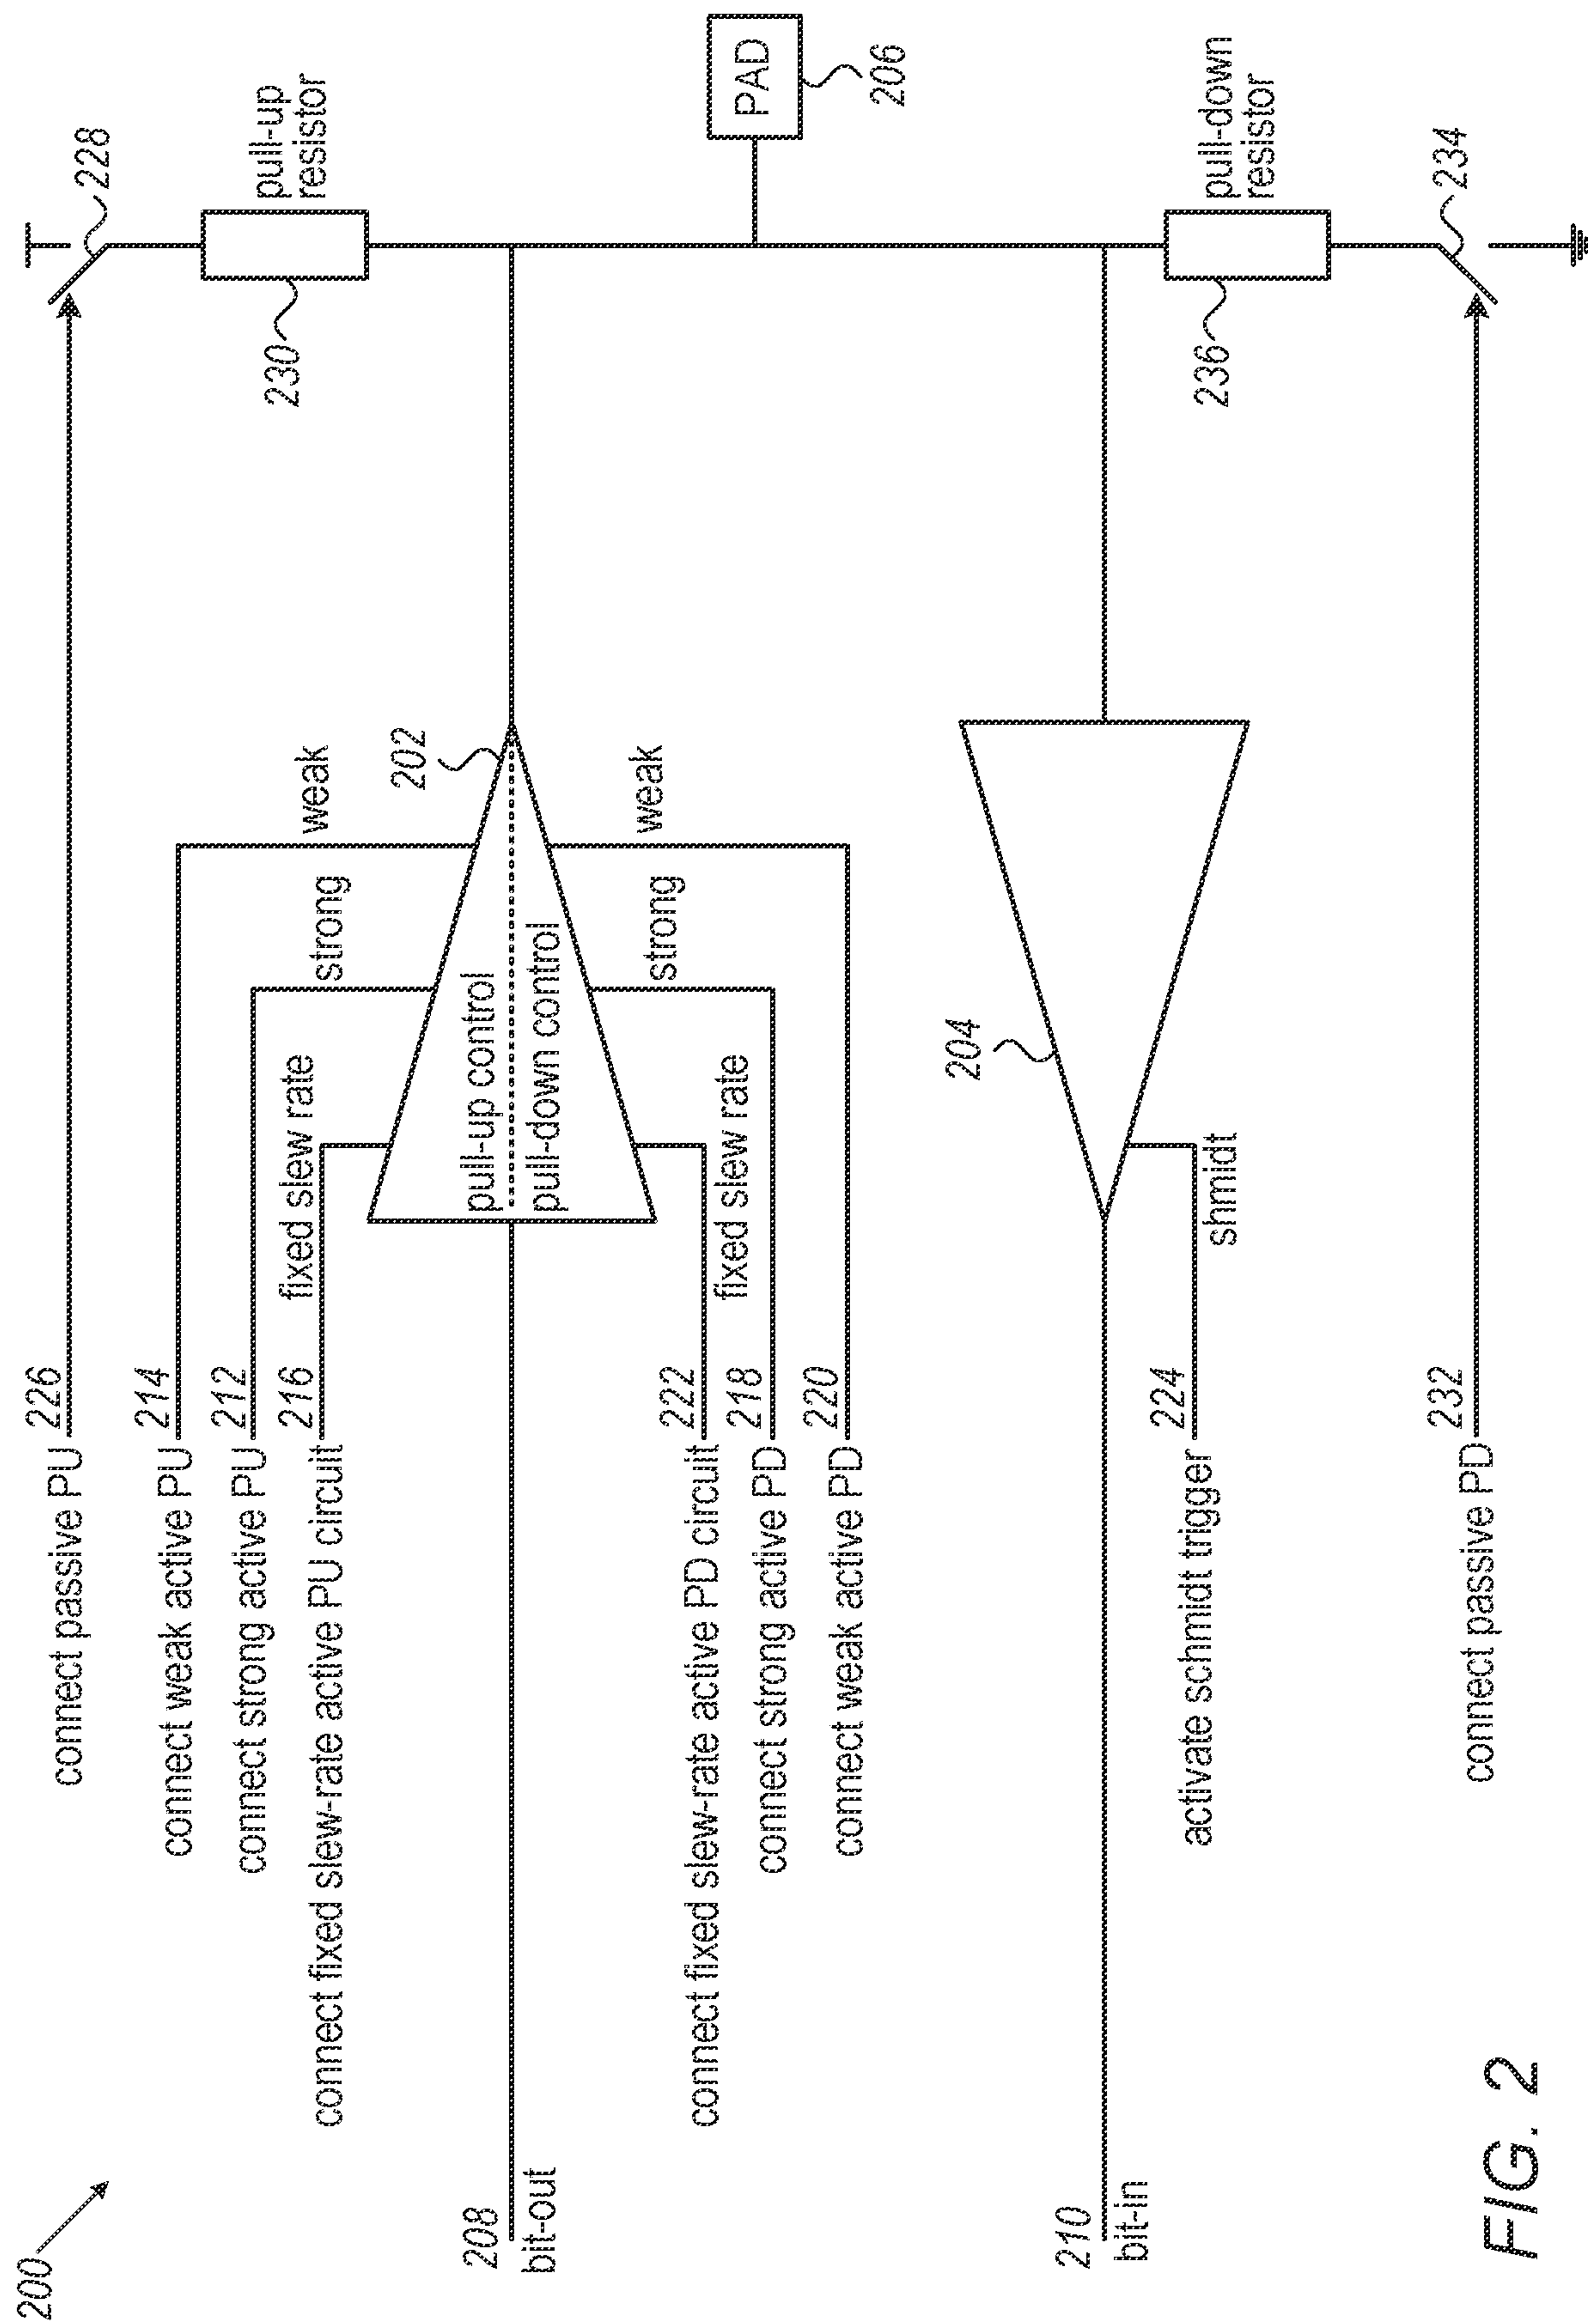 200
connect passive PU 226
228
connect weak active PU 214
weak
pull-up
resistor
230
connect strong active PU 212
strong
connect fixed slew-rate active PU circuit 216
fixed slew rate
202
208
bit-out
pull-up control
pull-down control
PAD
206
connect fixed slew-rate active PD circuit 222
fixed slew rate
connect strong active PD 218
strong
connect weak active PD 220
weak
204
210
bit-in
activate schmidt trigger 224
shmidt
pull-down
resistor
236
connect passive PD 232
234
FIG. 2